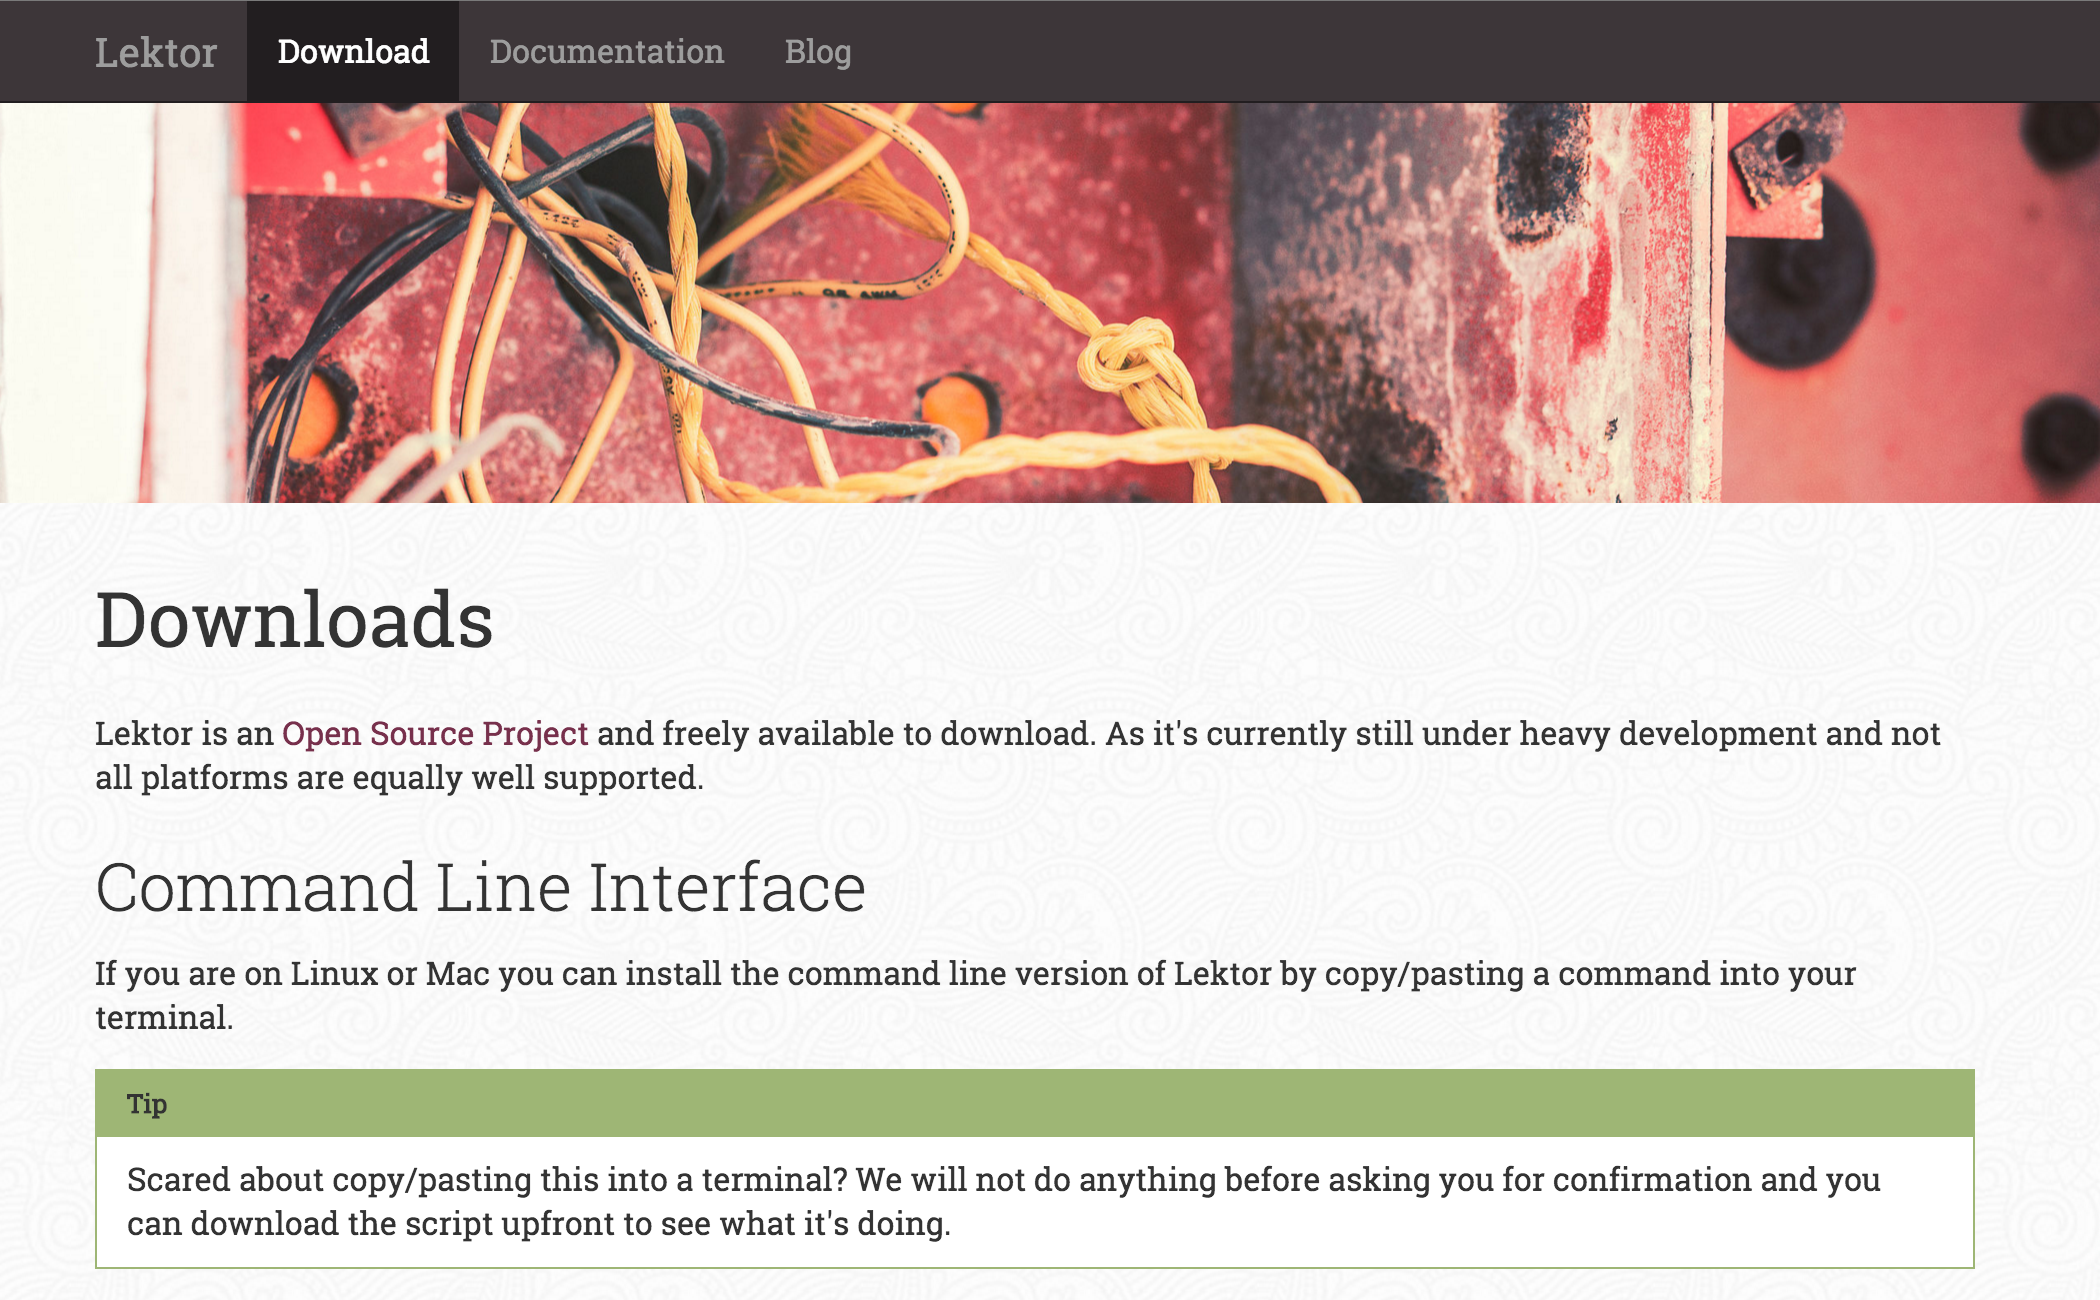 Lektor Download Documentation Blog
Downloads
Lektor is an Open Source Project and freely available to download. As it's currently still under heavy development and not
all platforms are equally well supported.
Command Line Interface
If you are on Linux or Mac you can install the command line version of Lektor by copy/pasting a command into your
terminal.
Tip
Scared about copy/pasting this into a terminal? We will not do anything before asking you for confirmation and you
can download the script upfront to see what it's doing.